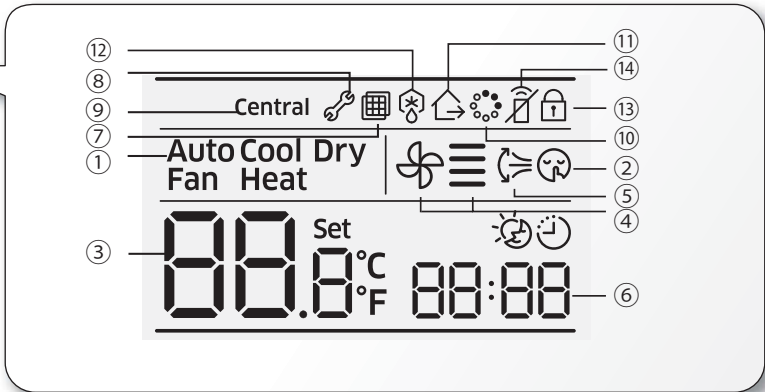 ⑫ ⑪
⑧ ⑭
⑨ Central ⑬
⑦ ⑩
① Auto Cool Dry ②
Fan Heat ⑤
④
Set
③ 88.8°C 88:88 ⑥
°F